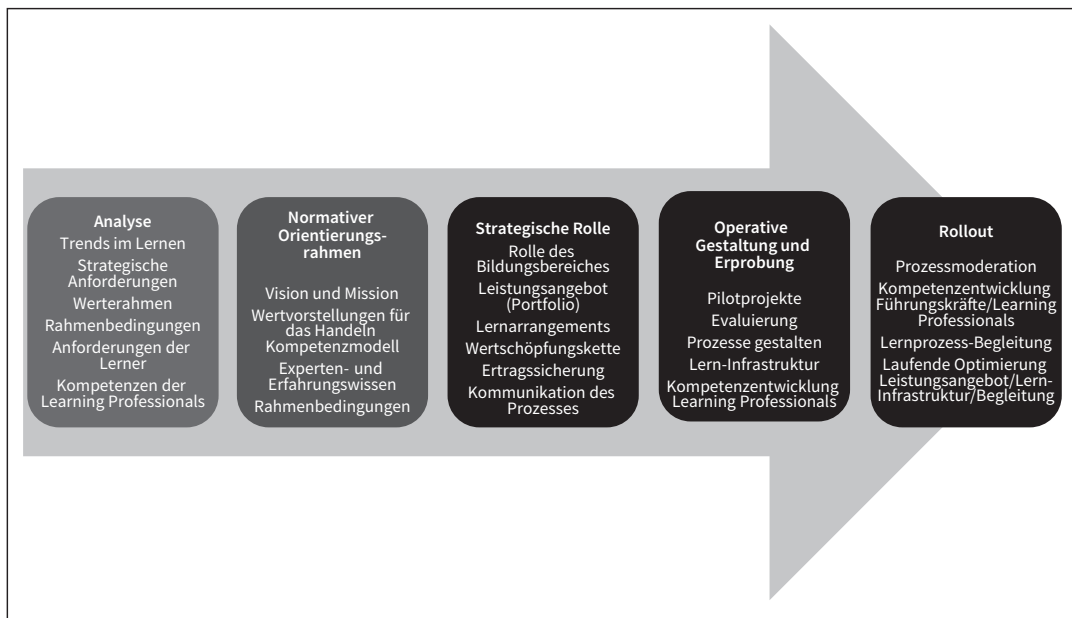 Analyse
Trends im Lernen
Strategische
Anforderungen
Werterahmen
Rahmenbedingungen
Anforderungen der
Lerner
Kompetenzen der
Learning Professionals
Normativer
Orientierungs-
rahmen
Vision und Mission
Wertvorstellungen für
das Handeln
Kompetenzmodell
Experten- und
Erfahrungswissen
Rahmenbedingungen
Strategische Rolle
Rolle des
Bildungsbereiches
Leistungsangebot
(Portfolio)
Lernarrangements
Wertschöpfungskette
Ertragssicherung
Kommunikation des
Prozesses
Operative
Gestaltung und
Erprobung
Pilotprojekte
Evaluierung
Prozesse gestalten
Lern-Infrastruktur
Kompetenzentwicklung
Learning Professionals
Rollout
Prozessmoderation
Kompetenzentwicklung
Führungskräfte/Learning
Professionals
Lernprozess-Begleitung
Laufende Optimierung
Leistungsangebot/Lern-
Infrastruktur/Begleitung